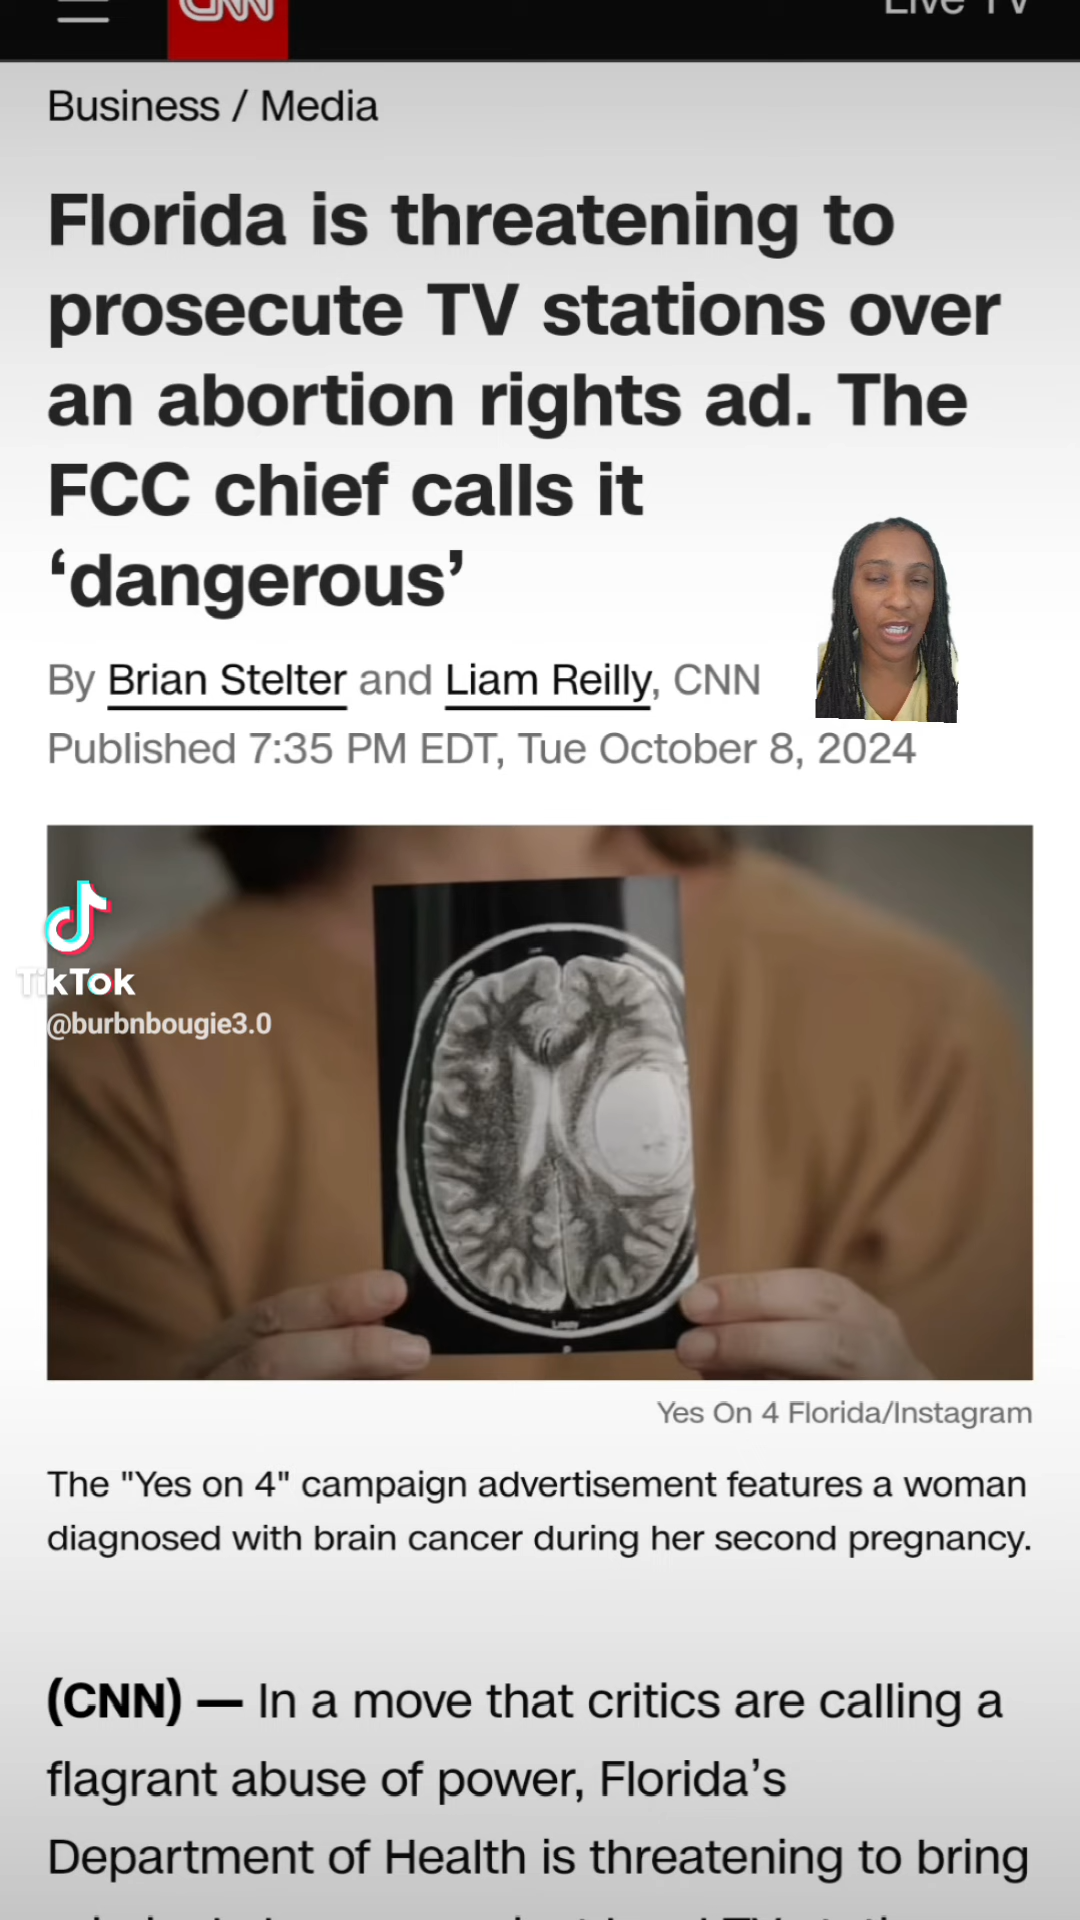 CNN
Live TV
Business / Media
Florida is threatening to
prosecute TV stations over
an abortion rights ad. The
FCC chief calls it
‘dangerous’
By Brian Stelter and Liam Reilly, CNN
Published 7:35 PM EDT, Tue October 8, 2024
TikTok
@burbnbougie3.0
Yes On 4 Florida/Instagram
The "Yes on 4" campaign advertisement features a woman
diagnosed with brain cancer during her second pregnancy.
(CNN) — In a move that critics are calling a
flagrant abuse of power, Florida’s
Department of Health is threatening to bring